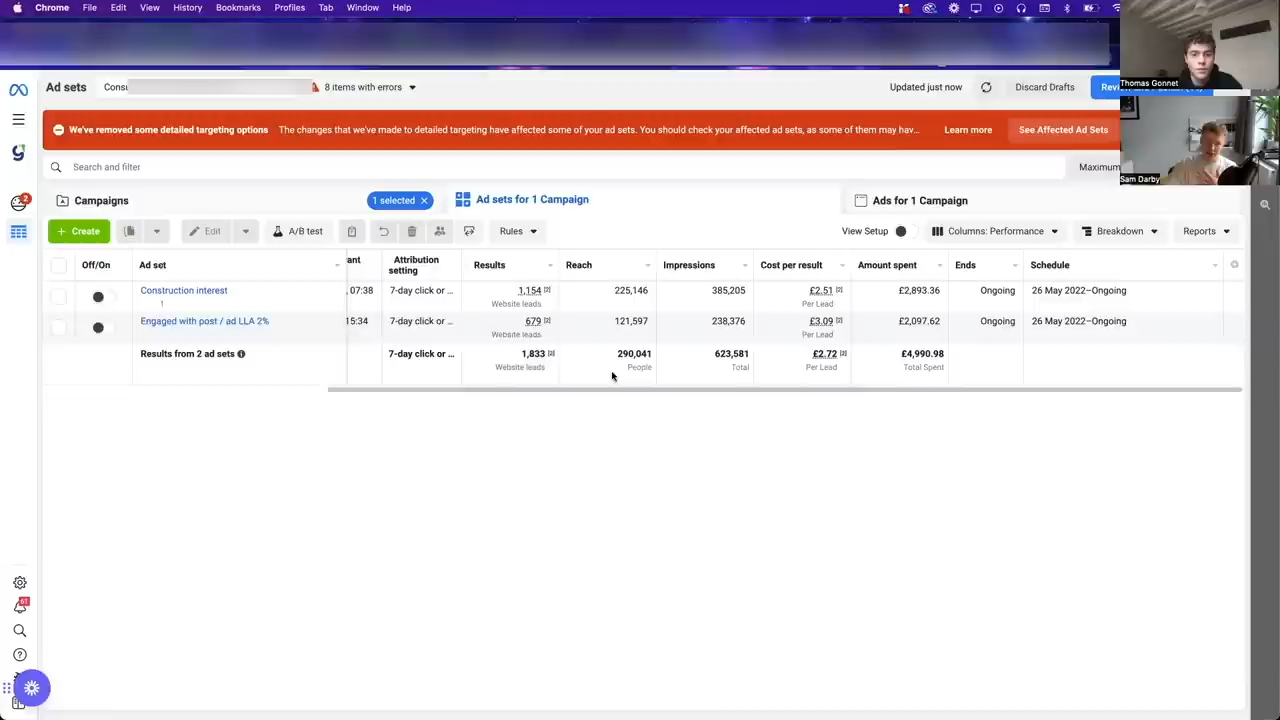 Chrome File Edit View History Bookmarks Profiles Tab Window Help
Thomas Gonnet
Sam Darby
Ad sets
8 items with errors
Updated just now
Discard Drafts
We've removed some detailed targeting options The changes that we've made to detailed targeting have affected some of your ad sets. You should check your affected ad sets, as some of them may hav... Learn more See Affected Ad Sets
Search and filter
Campaigns 1 selected Ad sets for 1 Campaign Ads for 1 Campaign
2
+ Create Edit A/B test Rules View Setup Columns: Performance Breakdown Reports
Off/On Ad set Attribution setting Results Reach Impressions Cost per result Amount spent Ends Schedule
Construction interest 07:38 7-day click or ... 1,154 [2] 225,146 385,205 £2.51 [2] £2,893.36 Ongoing 26 May 2022–Ongoing
Website leads Per Lead
Engaged with post / ad LLA 2% 15:34 7-day click or ... 679 [2] 121,597 238,376 £3.09 [2] £2,097.62 Ongoing 26 May 2022–Ongoing
Website leads Per Lead
Results from 2 ad sets 7-day click or ... 1,833 [2] 290,041 623,581 £2.72 [2] £4,990.98
Website leads People Total Per Lead Total Spent
61